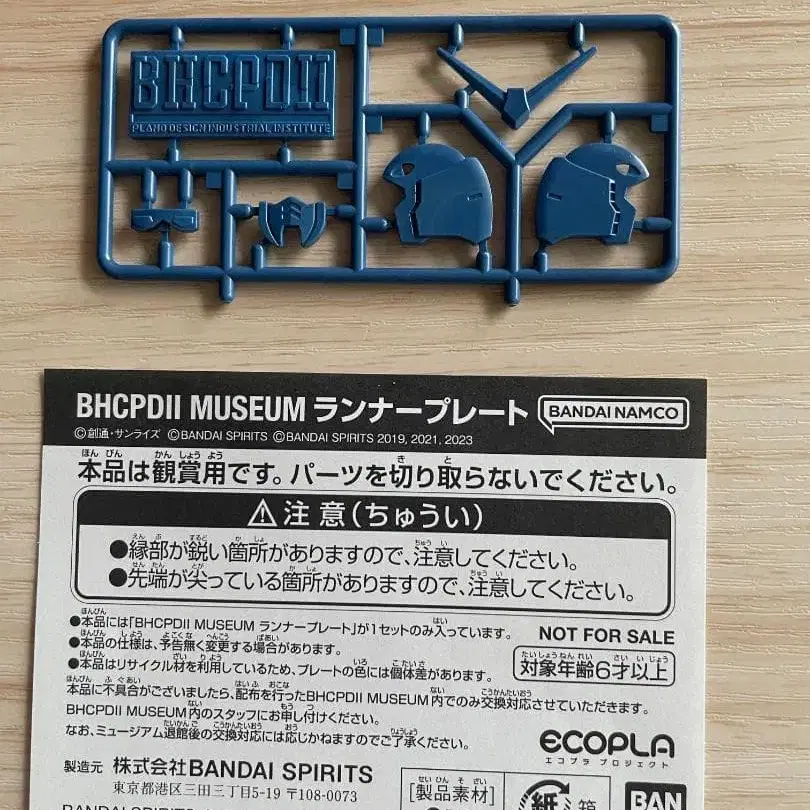 BHCPDII
PLAMO DESIGN INDUSTRIAL INSTITUTE
BHCPDII MUSEUM ランナープレート BANDAI NAMCO
©創通・サンライズ ©BANDAI SPIRITS ©BANDAI SPIRITS 2019, 2021, 2023
本品は観賞用です。パーツを切り取らないでください。
⚠注意(ちゅうい)
●縁部が鋭い箇所がありますので、注意してください。
●先端が尖っている箇所がありますので、注意してください。
●本品には「BHCPDII MUSEUM ランナープレート」が1セットのみ入っています。
●本品の仕様は、予告無く変更する場合があります。
●本品はリサイクル材を利用しているため、プレートの色には個体差があります。
NOT FOR SALE
対象年齢6才以上
本品に不具合がございましたら、配布を行ったBHCPDII MUSEUM内でのみ交換対応させていただきます。
BHCPDII MUSEUM内のスタッフにお申し付けください。
なお、ミュージアム退館後の交換対応には応じかねますのでご了承ください。
ECOPLA
エコプラ プロジェクト
製造元 株式会社BANDAI SPIRITS
東京都港区三田三丁目5-19 〒108-0073
[製品素材]
紙 箱
BAN